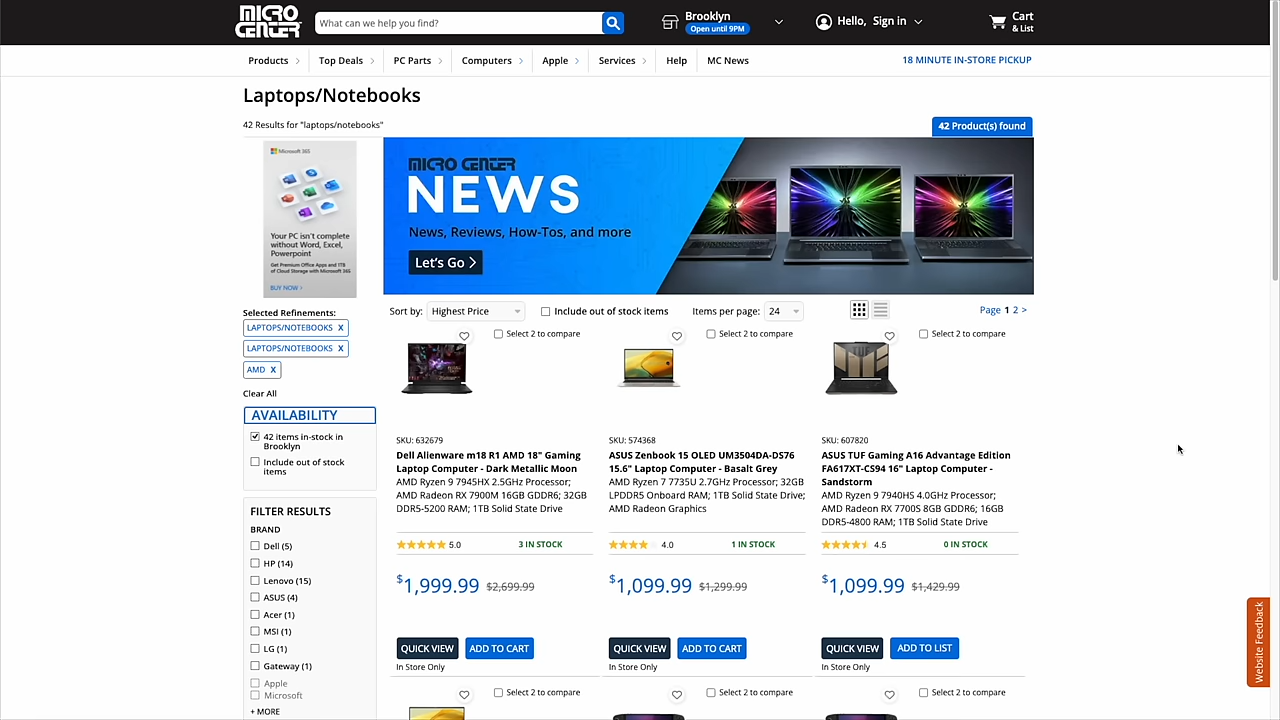 MICRO CENTER
What can we help you find?
Brooklyn
Open until 9PM
Hello, Sign in
Cart
& List
Products
Top Deals
PC Parts
Computers
Apple
Services
Help
MC News
18 MINUTE IN-STORE PICKUP
Laptops/Notebooks
42 Results for "laptops/notebooks"
42 Product(s) found
Microsoft 365
Your PC isn't complete
without Word, Excel,
Powerpoint
Get Premium Office Apps and 1TB
of Cloud Storage with Microsoft 365
BUY NOW >
MICRO CENTER
NEWS
News, Reviews, How-Tos, and more
Let's Go >
Selected Refinements:
LAPTOPS/NOTEBOOKS X
LAPTOPS/NOTEBOOKS X
AMD X
Clear All
AVAILABILITY
42 items in-stock in
Brooklyn
Include out of stock
items
FILTER RESULTS
BRAND
Dell (5)
HP (14)
Lenovo (15)
ASUS (4)
Acer (1)
MSI (1)
LG (1)
Gateway (1)
Apple
Microsoft
+ MORE
Sort by: Highest Price
Include out of stock items
Items per page: 24
Page 1 2 >
Select 2 to compare
SKU: 632679
Dell Alienware m18 R1 AMD 18" Gaming
Laptop Computer - Dark Metallic Moon
AMD Ryzen 9 7945HX 2.5GHz Processor;
AMD Radeon RX 7900M 16GB GDDR6; 32GB
DDR5-5200 RAM; 1TB Solid State Drive
5.0 3 IN STOCK
$1,999.99 $2,699.99
QUICK VIEW ADD TO CART
In Store Only
Select 2 to compare
SKU: 574368
ASUS Zenbook 15 OLED UM3504DA-DS76
15.6" Laptop Computer - Basalt Grey
AMD Ryzen 7 7735U 2.7GHz Processor; 32GB
LPDDR5 Onboard RAM; 1TB Solid State Drive;
AMD Radeon Graphics
4.0 1 IN STOCK
$1,099.99 $1,299.99
QUICK VIEW ADD TO CART
In Store Only
Select 2 to compare
SKU: 607820
ASUS TUF Gaming A16 Advantage Edition
FA617XT-CS94 16" Laptop Computer -
Sandstorm
AMD Ryzen 9 7940HS 4.0GHz Processor;
AMD Radeon RX 7700S 8GB GDDR6; 16GB
DDR5-4800 RAM; 1TB Solid State Drive
4.5 0 IN STOCK
$1,099.99 $1,429.99
QUICK VIEW ADD TO LIST
In Store Only
Select 2 to compare
Select 2 to compare
Select 2 to compare
Website Feedback